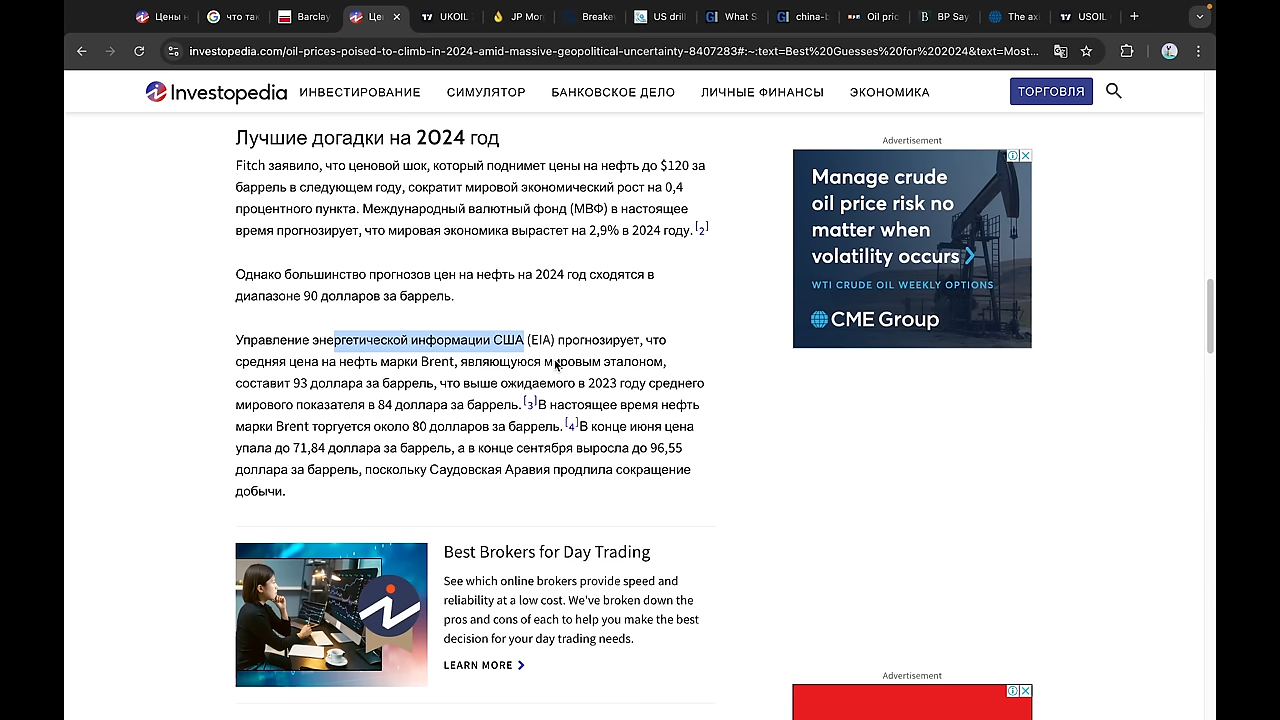 Цены н
что так
Barclay
Це
UKOIL
JP Mor
Breake
US dril
What S
china-b
Oil pric
BP Say
The axi
USOIL
investopedia.com/oil-prices-poised-to-climb-in-2024-amid-massive-geopolitical-uncertainty-8407283#:~:text=Best%20Guesses%20for%202024&text=Most...
Investopedia
ИНВЕСТИРОВАНИЕ
СИМУЛЯТОР
БАНКОВСКОЕ ДЕЛО
ЛИЧНЫЕ ФИНАНСЫ
ЭКОНОМИКА
ТОРГОВЛЯ
Лучшие догадки на 2024 год
Fitch заявило, что ценовой шок, который поднимет цены на нефть до $120 за
баррель в следующем году, сократит мировой экономический рост на 0,4
процентного пункта. Международный валютный фонд (МВФ) в настоящее
время прогнозирует, что мировая экономика вырастет на 2,9% в 2024 году. [2]
Однако большинство прогнозов цен на нефть на 2024 год сходятся в
диапазоне 90 долларов за баррель.
Управление энергетической информации США (EIA) прогнозирует, что
средняя цена на нефть марки Brent, являющуюся мировым эталоном,
составит 93 доллара за баррель, что выше ожидаемого в 2023 году среднего
мирового показателя в 84 доллара за баррель. [3] В настоящее время нефть
марки Brent торгуется около 80 долларов за баррель. [4] В конце июня цена
упала до 71,84 доллара за баррель, а в конце сентября выросла до 96,55
доллара за баррель, поскольку Саудовская Аравия продлила сокращение
добычи.
Best Brokers for Day Trading
See which online brokers provide speed and
reliability at a low cost. We've broken down the
pros and cons of each to help you make the best
decision for your day trading needs.
LEARN MORE
Advertisement
Manage crude
oil price risk no
matter when
volatility occurs
WTI CRUDE OIL WEEKLY OPTIONS
CME Group
Advertisement